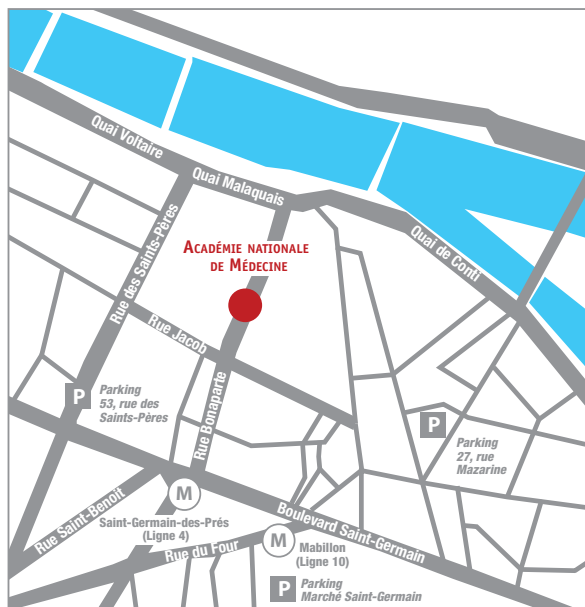 Quai Voltaire
Quai Malaquais
Quai de Conti
Rue des Saints-Pères
ACADÉMIE NATIONALE
DE MÉDECINE
Rue Jacob
Rue Bonaparte
P
Parking
53, rue des
Saints-Pères
P
Parking
27, rue
Mazarine
M
Saint-Germain-des-Prés
(Ligne 4)
Rue Saint-Benoit
Boulevard Saint-Germain
Rue du Four
M
Mabillon
(Ligne 10)
P
Parking
Marché Saint-Germain